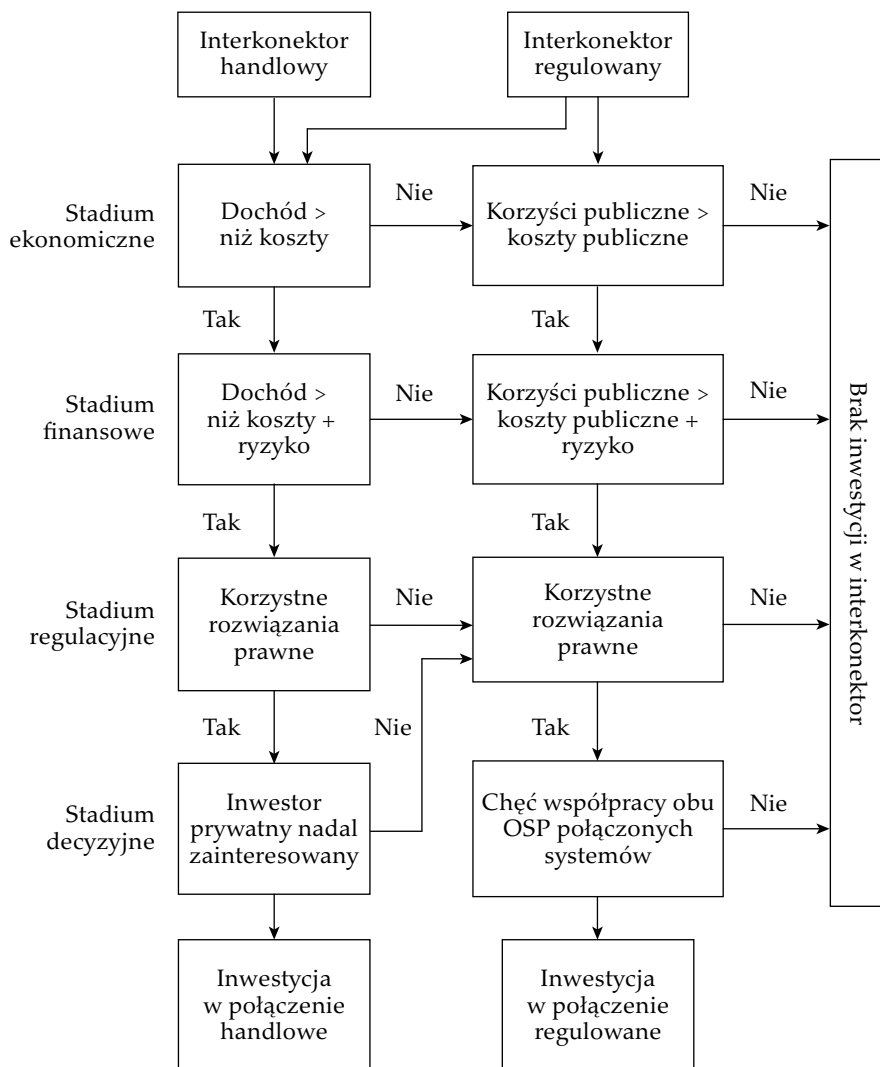 Interkonektor
handlowy
Interkonektor
regulowany
Stadium
ekonomiczne
Dochód >
niż koszty
Nie
Korzyści publiczne >
koszty publiczne
Nie
Tak
Tak
Stadium
finansowe
Dochód >
niż koszty +
ryzyko
Nie
Korzyści publiczne >
koszty publiczne +
ryzyko
Nie
Tak
Tak
Stadium
regulacyjne
Korzystne
rozwiązania
prawne
Nie
Korzystne
rozwiązania
prawne
Nie
Tak
Nie
Tak
Stadium
decyzyjne
Inwestor
prywatny nadal
zainteresowany
Chęć współpracy obu
OSP połączonych
systemów
Nie
Brak inwestycji w interkonektor
Inwestycja
w połączenie
handlowe
Inwestycja
w połączenie
regulowane